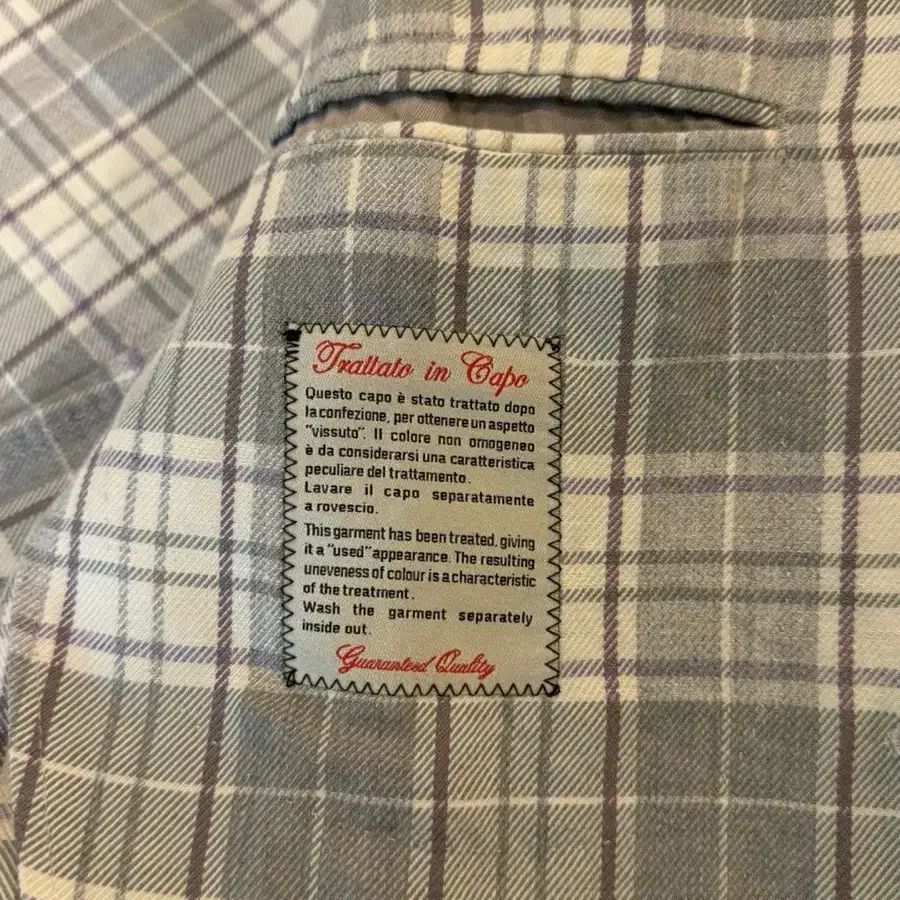 Trattato in Capo
Questo capo è stato trattato dopo
la confezione, per ottenere un aspetto
"vissuto". Il colore non omogeneo
è da considerarsi una caratteristica
peculiare del trattamento.
Lavare il capo separatamente
a rovescio.
This garment has been treated, giving
it a "used" appearance. The resulting
uneveness of colour is a characteristic
of the treatment.
Wash the garment separately
inside out.
Guaranteed Quality